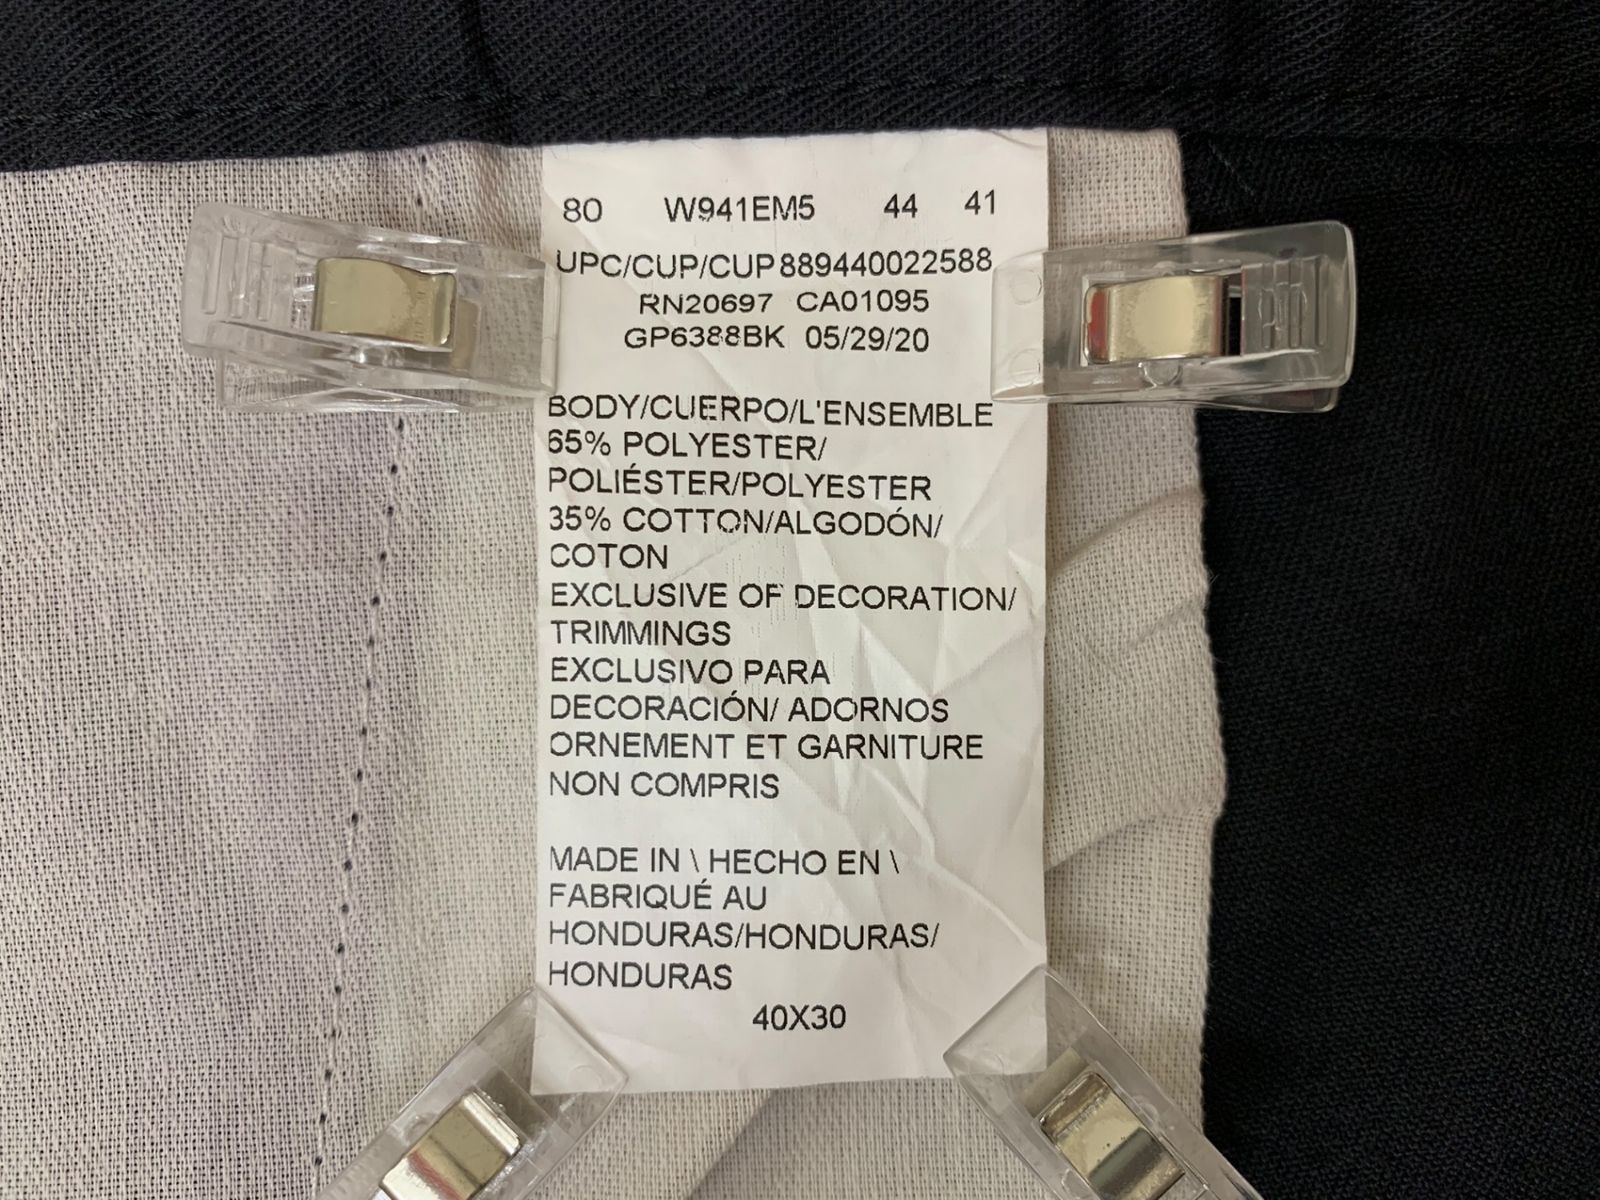 80 W941EM5 44 41
UPC/CUP/CUP889440022588
RN20697 CA01095
GP6388BK 05/29/20
BODY/CUERPO/L'ENSEMBLE
65% POLYESTER/
POLIÉSTER/POLYESTER
35% COTTON/ALGODÓN/
COTON
EXCLUSIVE OF DECORATION/
TRIMMINGS
EXCLUSIVO PARA
DECORACIÓN/ ADORNOS
ORNEMENT ET GARNITURE
NON COMPRIS
MADE IN \ HECHO EN \
FABRIQUÉ AU
HONDURAS/HONDURAS/
HONDURAS
40X30